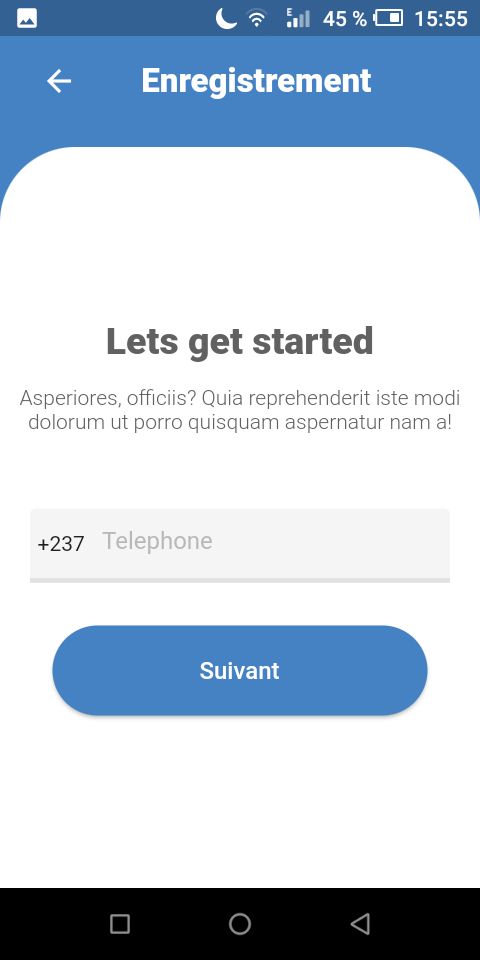 E 45 % 15:55
Enregistrement
Lets get started
Asperiores, officiis? Quia reprehenderit iste modi
dolorum ut porro quisquam aspernatur nam a!
+237 Telephone
Suivant